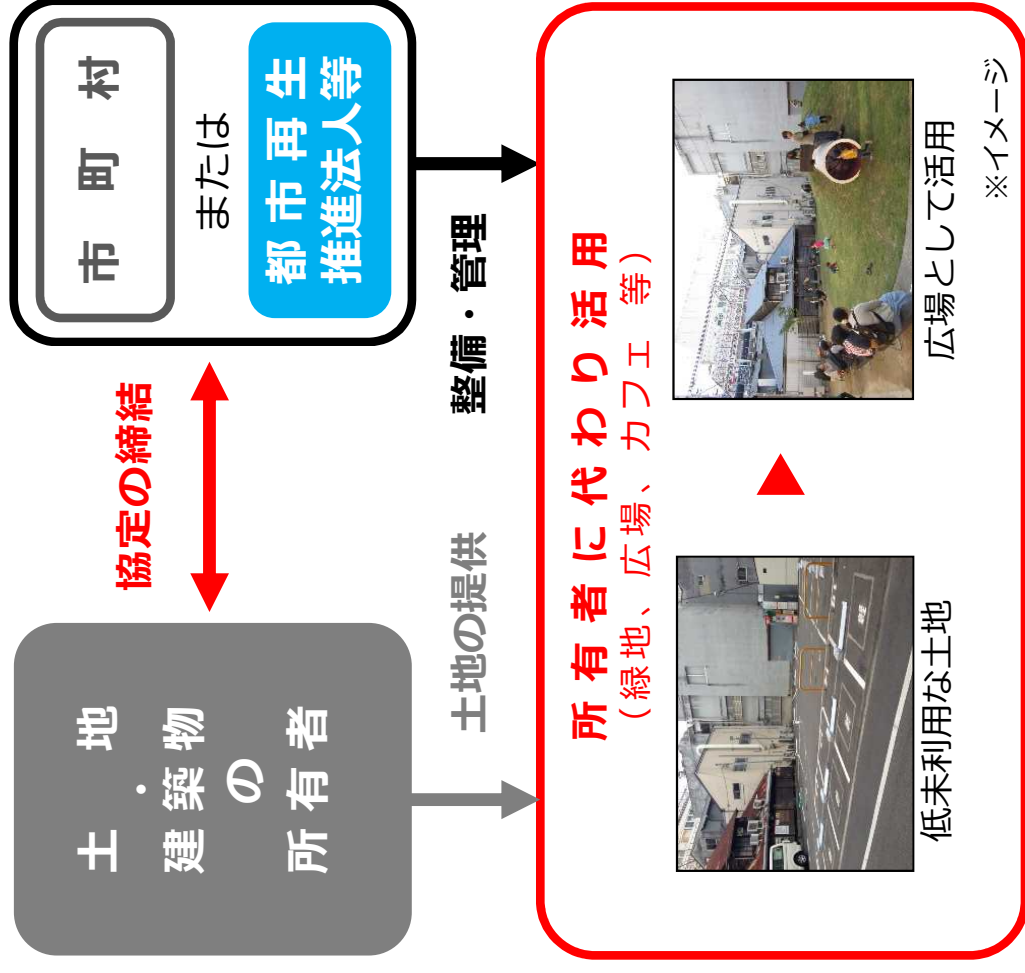 土地
・
建築物
の
所有者
協定の締結
市町村
または
都市再生
推進法人等
土地の提供
整備・管理
所有者に代わり活用
（緑地、広場、カフェ 等）
低未利用な土地
広場として活用
※イメージ